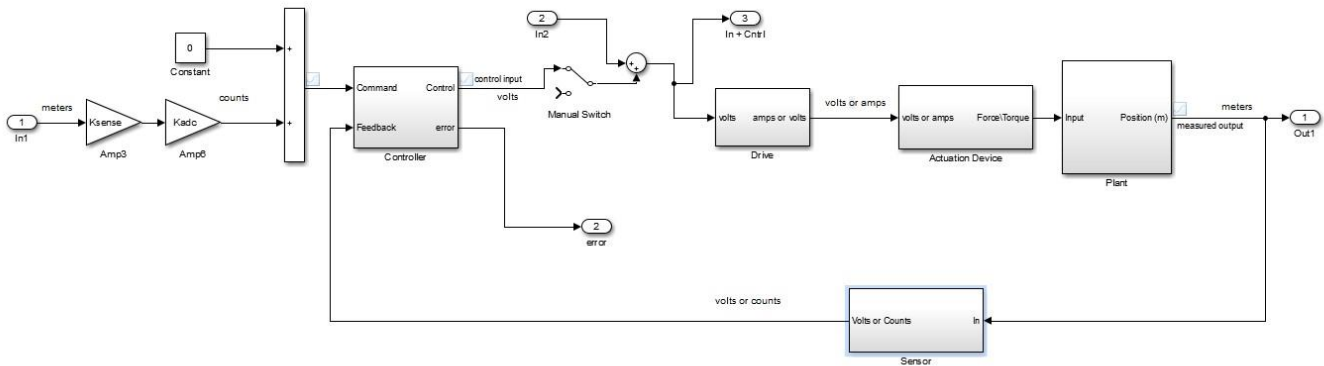 meters
1
In1
Ksense
Amp3
Kadc
Amp6
counts
0
Constant
+
+
Command
Feedback
Control
error
Controller
control input
volts
Manual Switch
2
In2
+
+
3
In + Cntrl
2
error
volts
amps or volts
Drive
volts or amps
volts or amps
Force\Torque
Actuation Device
Input
Position (m)
Plant
meters
measured output
1
Out1
volts or counts
Volts or Counts
In
Sensor